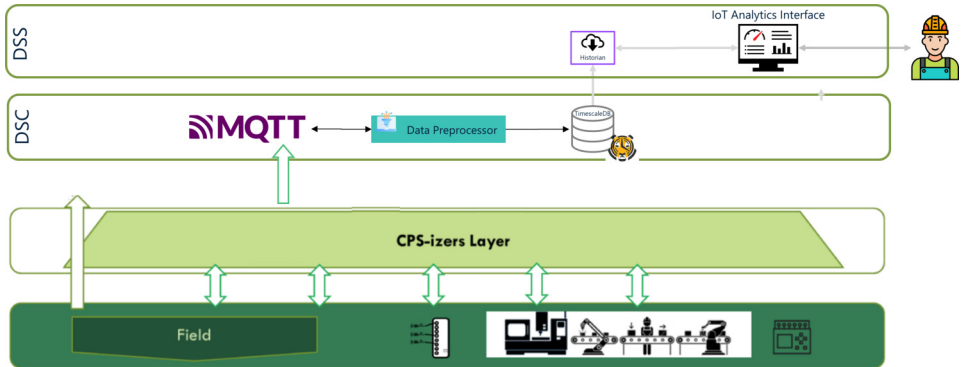 IoT Analytics Interface
DSS
Historian
DSC
MQTT
Data Preprocessor
TimescaleDB
CPS-izers Layer
Field